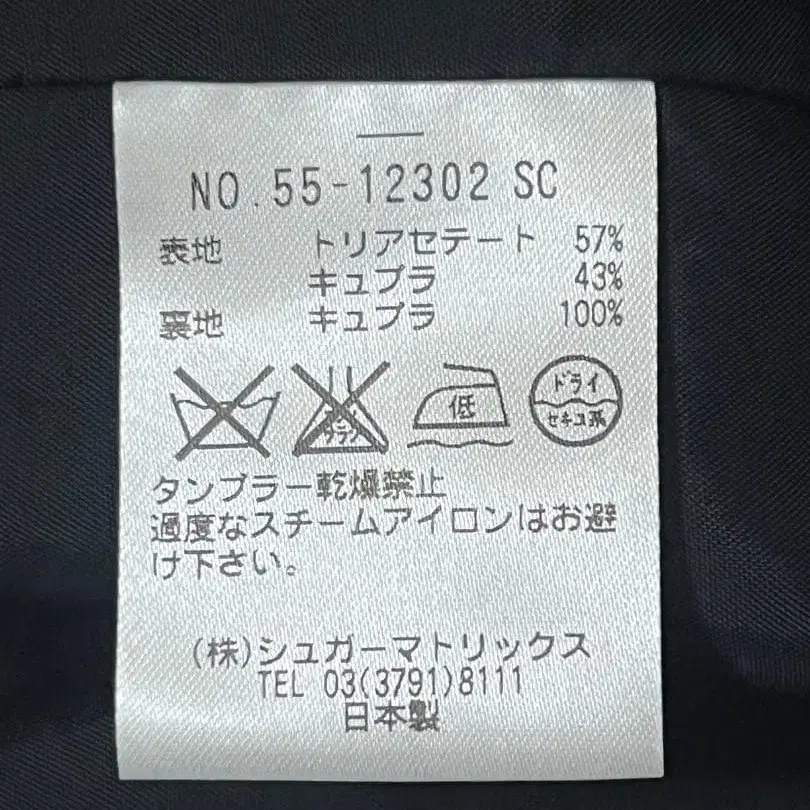 NO.55-12302 SC
表地 トリアセテート 57%
キュプラ 43%
裏地 キュプラ 100%
低
ドライ
セキユ系
タンブラー乾燥禁止
過度なスチームアイロンはお避
け下さい。
(株)シュガーマトリックス
TEL 03(3791)8111
日本製